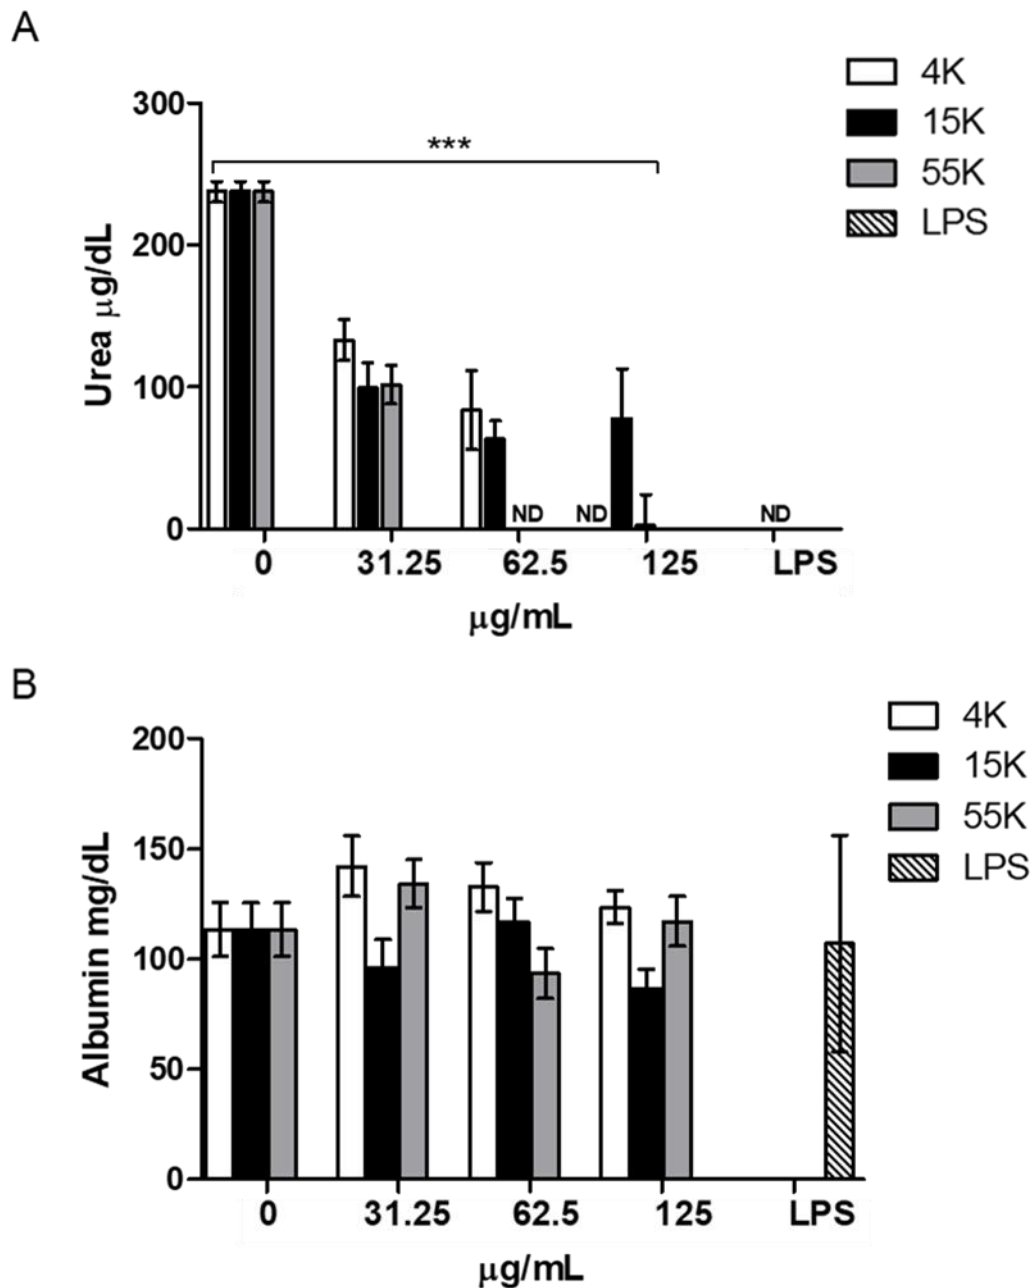 A
4K
15K
55K
LPS
300
***
200
100
0
Urea μg/dL
ND
ND
ND
0 31.25 62.5 125 LPS
μg/mL
B
4K
15K
55K
LPS
200
150
100
50
0
Albumin mg/dL
0 31.25 62.5 125 LPS
μg/mL